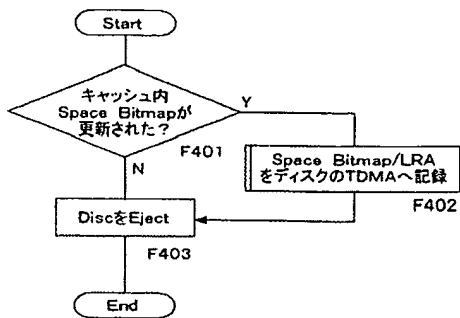 Start
キャッシュ内
Space Bitmapが
更新された？
Y
N
F401
Space Bitmap/LRA
をディスクのTDMAへ記録
F402
DiscをEject
F403
End